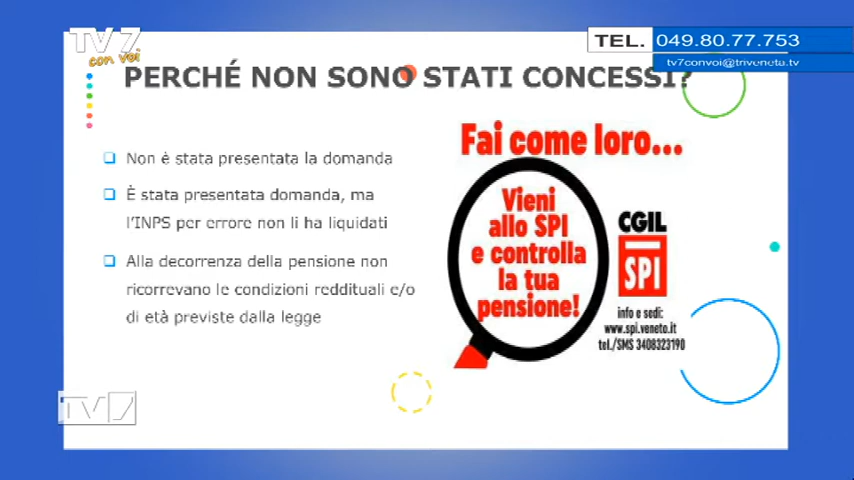 TV7
con voi
TEL. 049.80.77.753
tv7convoi@triveneta.tv
PERCHÉ NON SONO STATI CONCESSI?
Non è stata presentata la domanda
È stata presentata domanda, ma
l'INPS per errore non li ha liquidati
Alla decorrenza della pensione non
ricorrevano le condizioni reddituali e/o
di età previste dalla legge
Fai come loro...
Vieni
allo SPI
e controlla
la tua
pensione!
CGIL
SPI
info e sedi:
www.spi.veneto.it
tel./SMS 3408323190
TV7